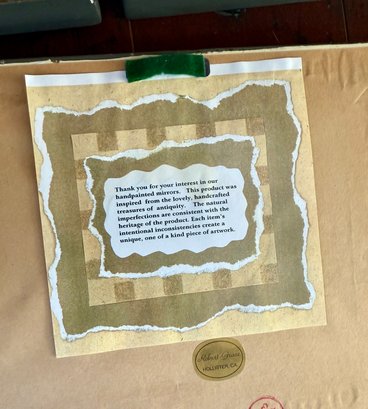 Thank you for your interest in our
handpainted mirrors. This product was
inspired from the lovely, handcrafted
treasures of antiquity. The natural
imperfections are consistent with the
heritage of the product. Each item's
intentional inconsistencies create a
unique, one of a kind piece of artwork.
HOLLISTER, CA.